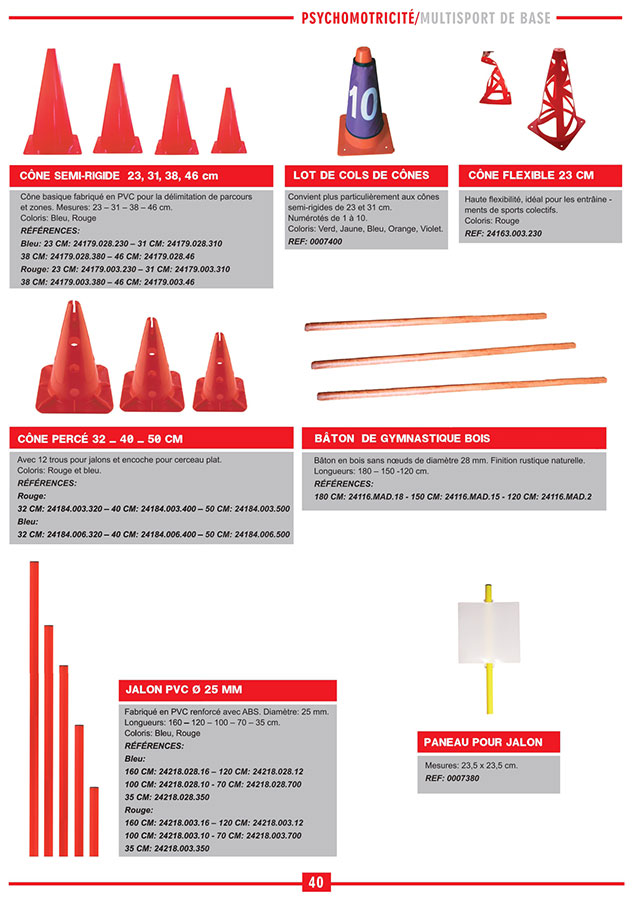 PSYCHOMOTRICITÉ/MULTISPORT DE BASE
10
CÔNE SEMI-RIGIDE 23, 31, 38, 46 cm
Cône basique fabriqué en PVC pour la délimitation de parcours
et zones. Mesures: 23 – 31 – 38 – 46 cm.
Coloris: Bleu, Rouge
RÉFÉRENCES:
Bleu: 23 CM: 24179.028.230 – 31 CM: 24179.028.310
38 CM: 24179.028.380 – 46 CM: 24179.028.46
Rouge: 23 CM: 24179.003.230 – 31 CM: 24179.003.310
38 CM: 24179.003.380 – 46 CM: 24179.003.46
LOT DE COLS DE CÔNES
Convient plus particulièrement aux cônes
semi-rigides de 23 et 31 cm.
Numérotés de 1 à 10.
Coloris: Verd, Jaune, Bleu, Orange, Violet.
REF: 0007400
CÔNE FLEXIBLE 23 CM
Haute flexibilité, idéal pour les entrâine -
ments de sports colectifs.
Coloris: Rouge
REF: 24163.003.230
CÔNE PERCÉ 32 – 40 – 50 CM
Avec 12 trous pour jalons et encoche pour cerceau plat.
Coloris: Rouge et bleu.
RÉFÉRENCES:
Rouge:
32 CM: 24184.003.320 – 40 CM: 24184.003.400 – 50 CM: 24184.003.500
Bleu:
32 CM: 24184.006.320 – 40 CM: 24184.006.400 – 50 CM: 24184.006.500
BÂTON DE GYMNASTIQUE BOIS
Bâton en bois sans nœuds de diamètre 28 mm. Finition rustique naturelle.
Longueurs: 180 – 150 -120 cm.
RÉFÉRENCES:
180 CM: 24116.MAD.18 - 150 CM: 24116.MAD.15 - 120 CM: 24116.MAD.2
JALON PVC Ø 25 MM
Fabriqué en PVC renforcé avec ABS. Diamètre: 25 mm.
Longueurs: 160 – 120 – 100 – 70 – 35 cm.
Coloris: Bleu, Rouge
RÉFÉRENCES:
Bleu:
160 CM: 24218.028.16 – 120 CM: 24218.028.12
100 CM: 24218.028.10 - 70 CM: 24218.028.700
35 CM: 24218.028.350
Rouge:
160 CM: 24218.003.16 – 120 CM: 24218.003.12
100 CM: 24218.003.10 - 70 CM: 24218.003.700
35 CM: 24218.003.350
PANEAU POUR JALON
Mesures: 23,5 x 23,5 cm.
REF: 0007380
40